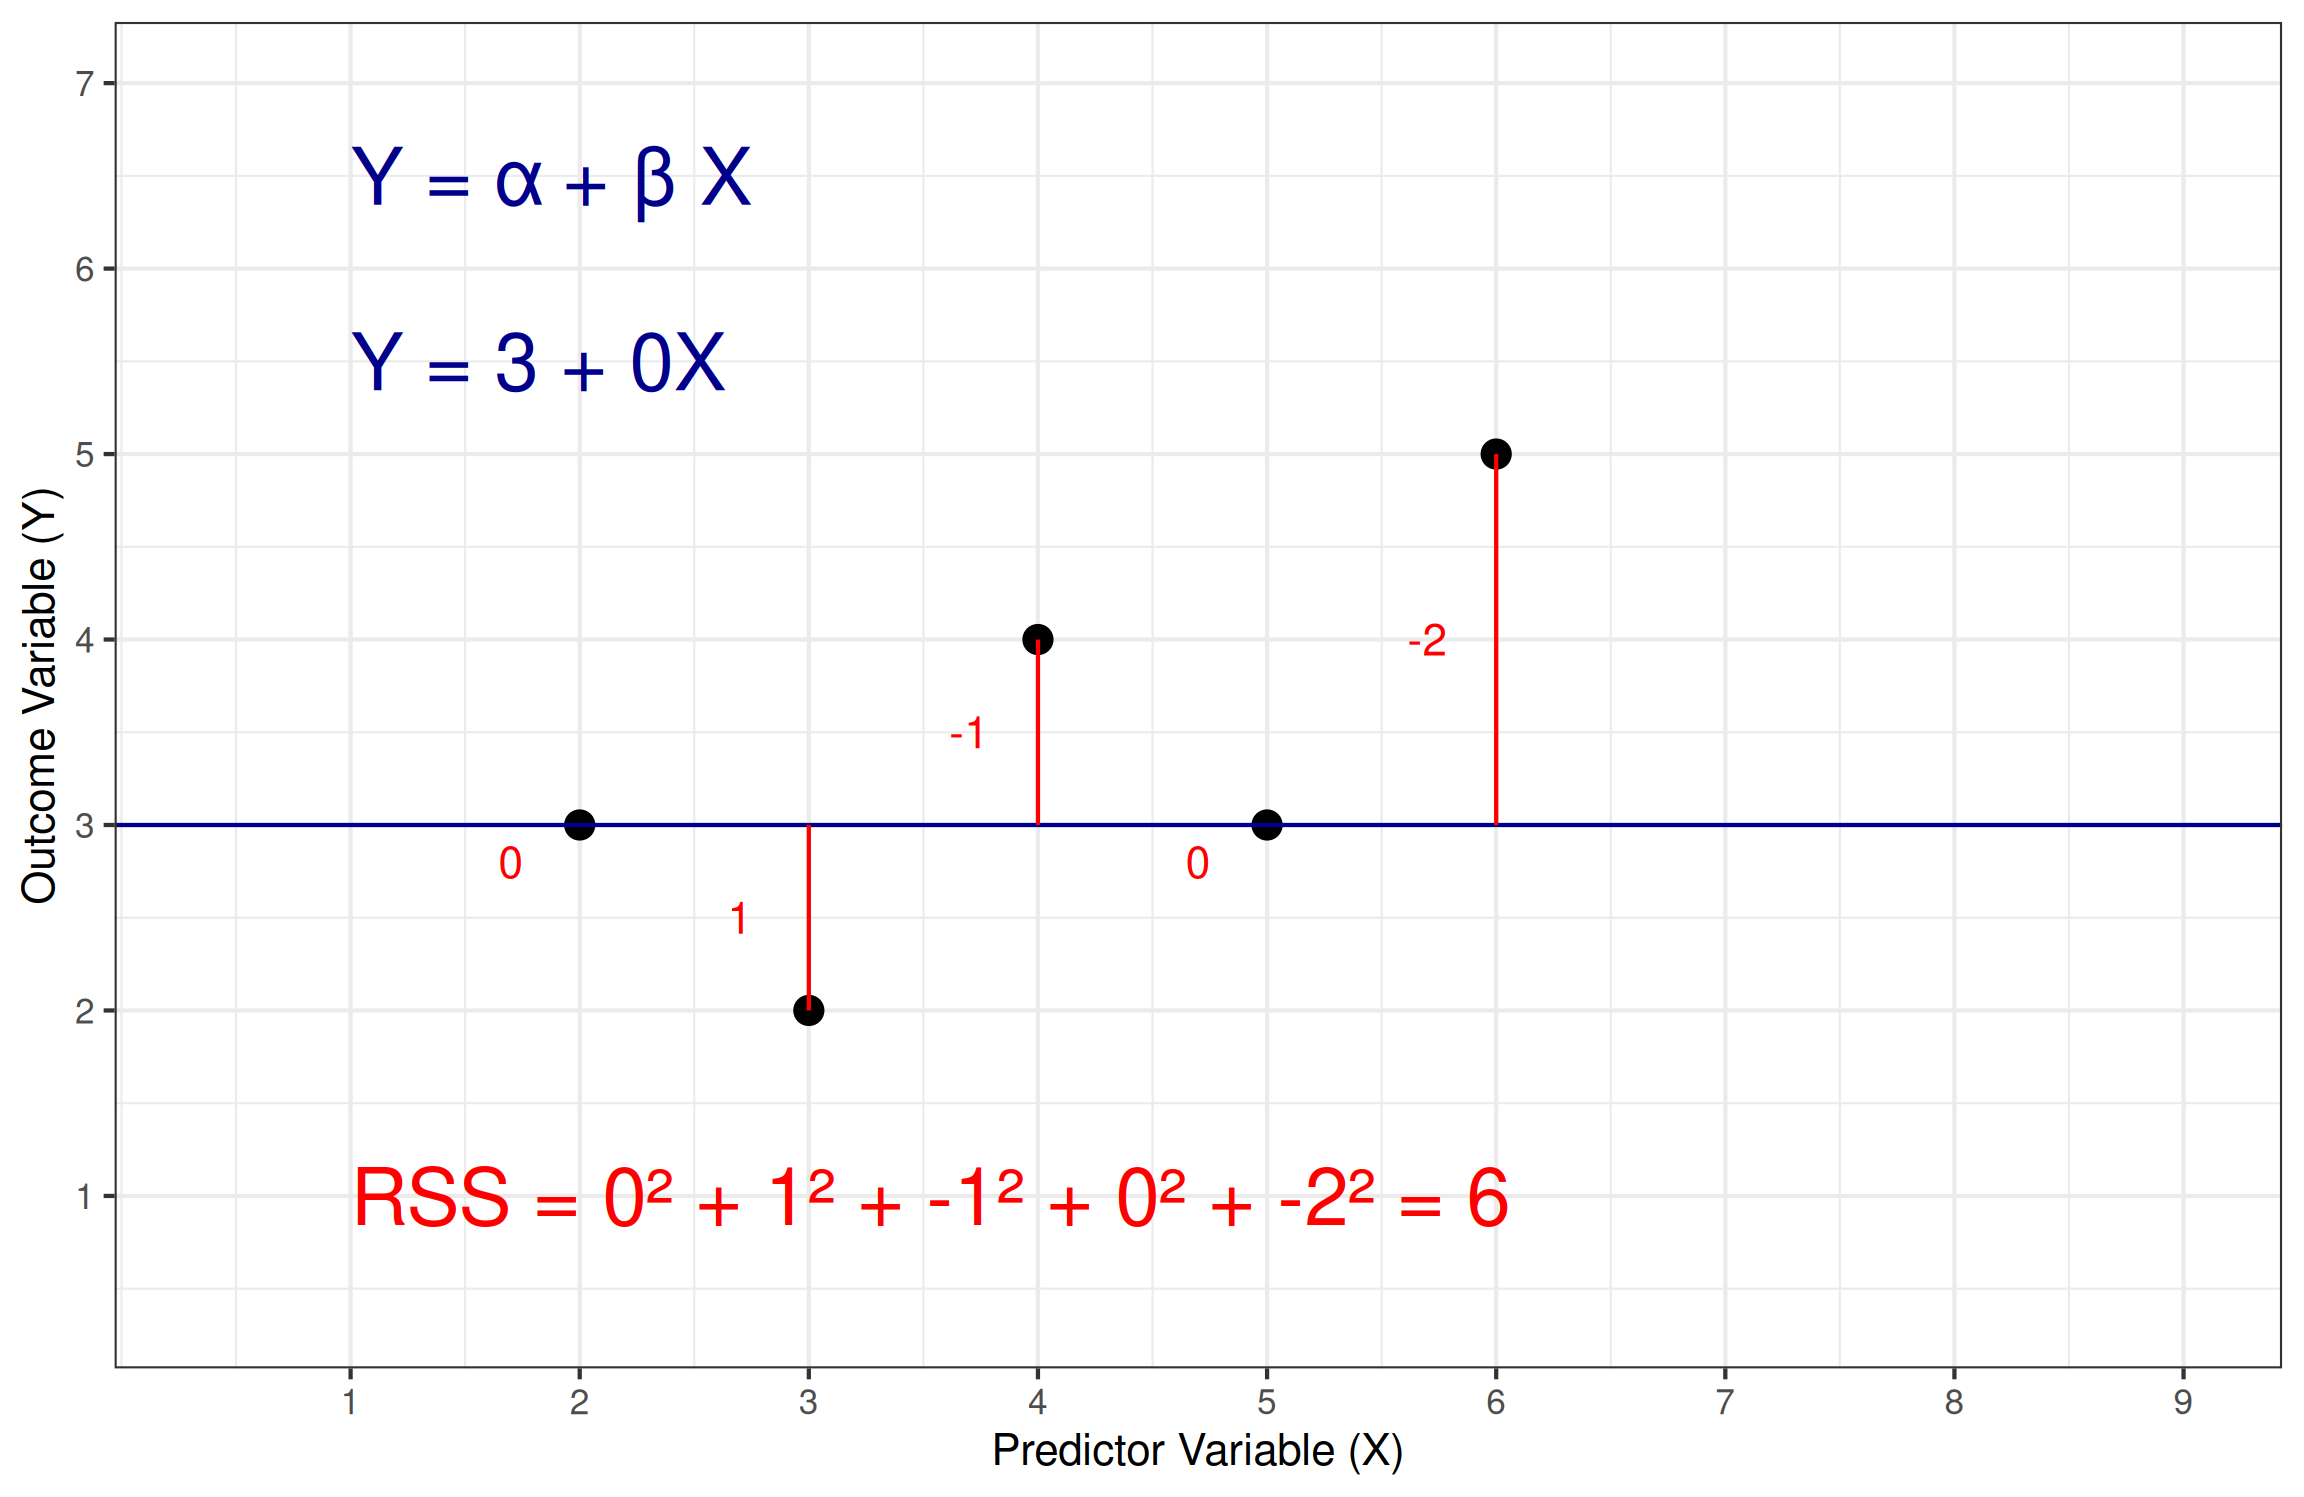 7
Y = α + β X
6
Y = 3 + 0X
5
-2
4
-1
3
0
0
1
2
RSS = 0² + 1² + -1² + 0² + -2² = 6
1
Outcome Variable (Y)
1 2 3 4 5 6 7 8 9
Predictor Variable (X)